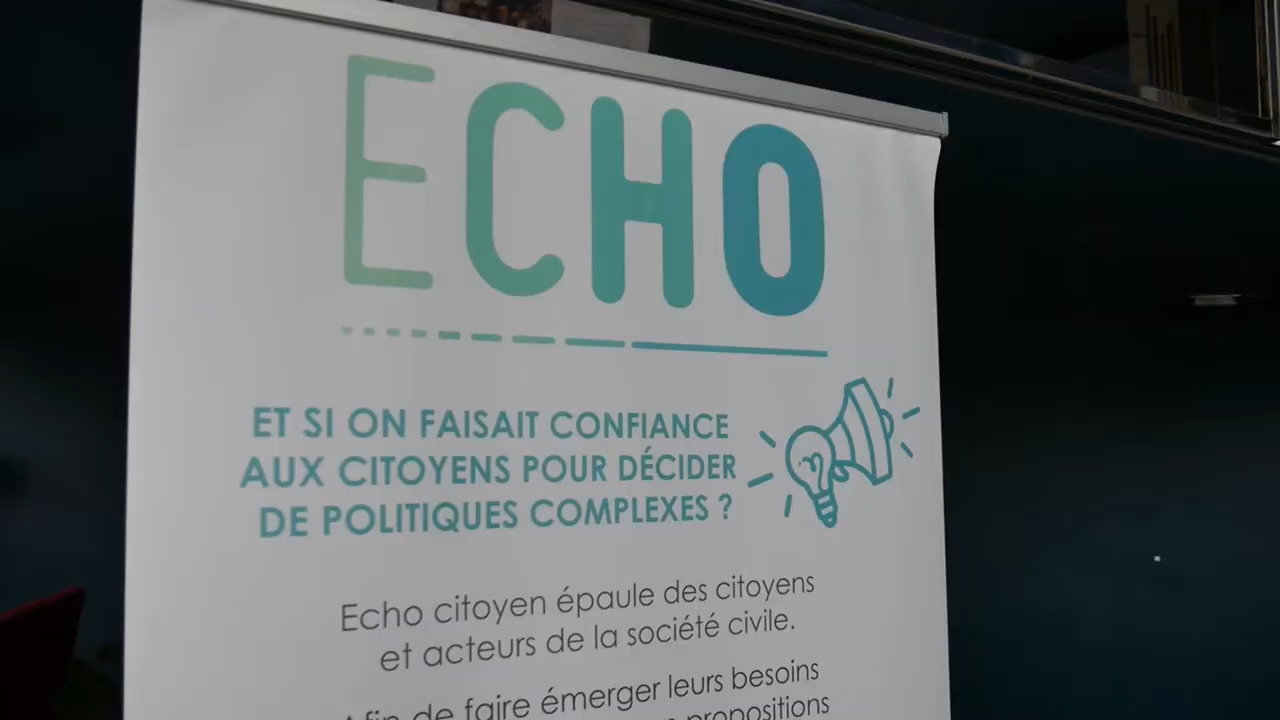 ECHO
ET SI ON FAISAIT CONFIANCE
AUX CITOYENS POUR DÉCIDER
DE POLITIQUES COMPLEXES ?
Echo citoyen épaule des citoyens
et acteurs de la société civile.
de faire émerger leurs besoins
propositions